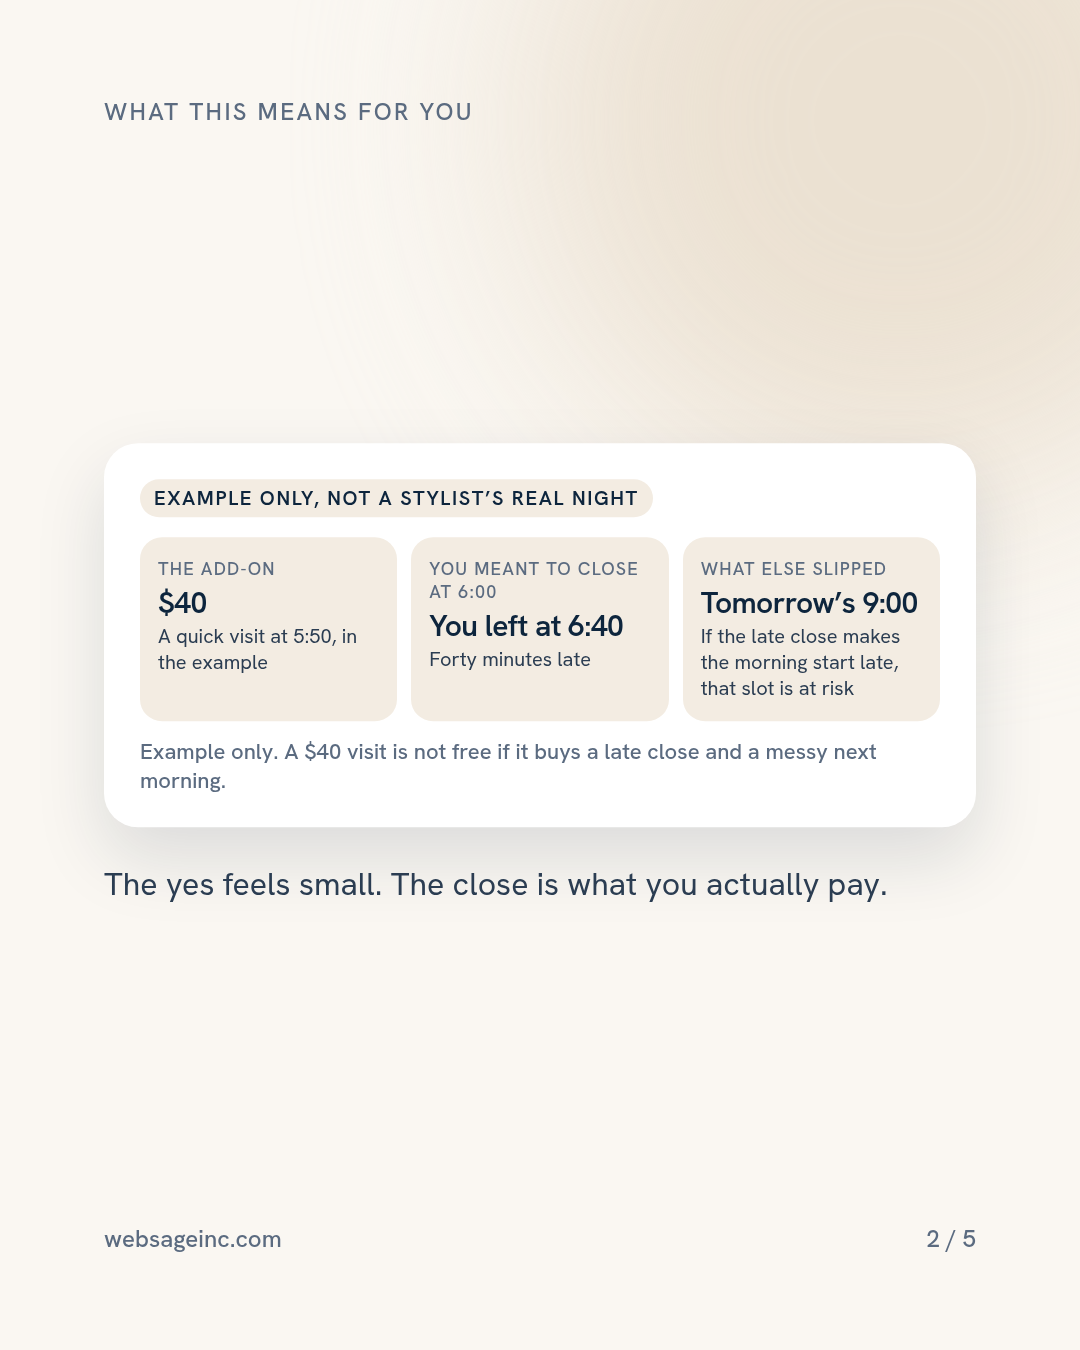 WHAT THIS MEANS FOR YOU
EXAMPLE ONLY, NOT A STYLIST’S REAL NIGHT
THE ADD-ON
$40
A quick visit at 5:50, in
the example
YOU MEANT TO CLOSE
AT 6:00
You left at 6:40
Forty minutes late
WHAT ELSE SLIPPED
Tomorrow’s 9:00
If the late close makes
the morning start late,
that slot is at risk
Example only. A $40 visit is not free if it buys a late close and a messy next
morning.
The yes feels small. The close is what you actually pay.
websageinc.com
2 / 5